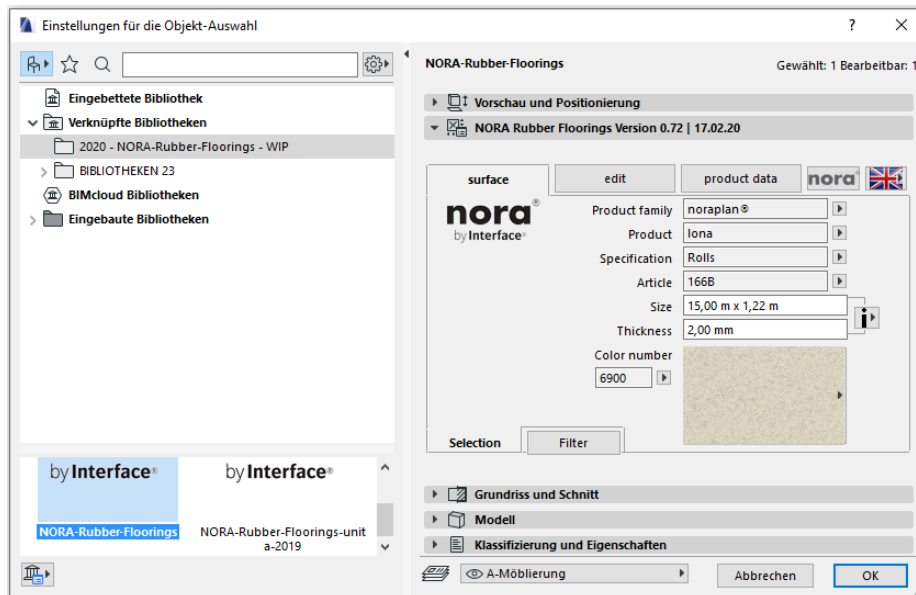 Einstellungen für die Objekt-Auswahl
Eingebettete Bibliothek
Verknüpfte Bibliotheken
2020 - NORA-Rubber-Floorings - WIP
BIBLIOTHEKEN 23
BIMcloud Bibliotheken
Eingebaute Bibliotheken
by Interface®
NORA-Rubber-Floorings
by Interface®
NORA-Rubber-Floorings-unit
a-2019
NORA-Rubber-Floorings
Gewählt: 1 Bearbeitbar: 1
Vorschau und Positionierung
NORA Rubber Floorings Version 0.72 | 17.02.20
surface
edit
product data
nora®
nora®
by Interface®
Product family
noraplan®
Product
Iona
Specification
Rolls
Article
166B
Size
15,00 m x 1,22 m
Thickness
2,00 mm
i
Color number
6900
Selection
Filter
Grundriss und Schnitt
Modell
Klassifizierung und Eigenschaften
A-Möblierung
Abbrechen
OK